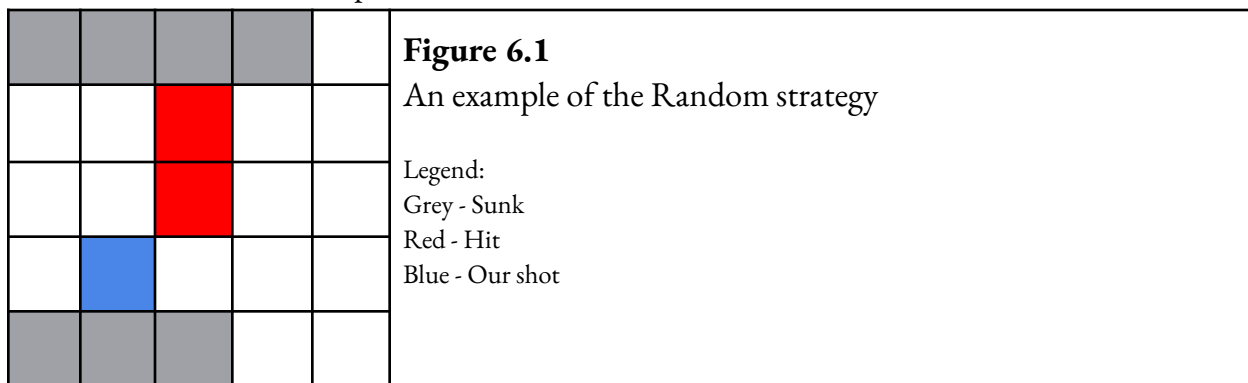 Figure 6.1
An example of the Random strategy
Legend:
Grey - Sunk
Red - Hit
Blue - Our shot